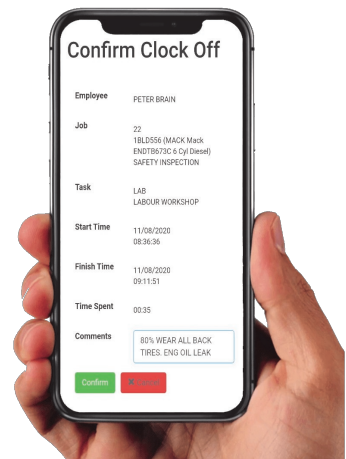 Confirm Clock Off
Employee PETER BRAIN
Job 22
1BLD556 (MACK Mack
ENDTB673C 6 Cyl Diesel)
SAFETY INSPECTION
Task LAB
LABOUR WORKSHOP
Start Time 11/08/2020
08:36:36
Finish Time 11/08/2020
09:11:51
Time Spent 00:35
Comments 80% WEAR ALL BACK
TIRES. ENG OIL LEAK
Confirm